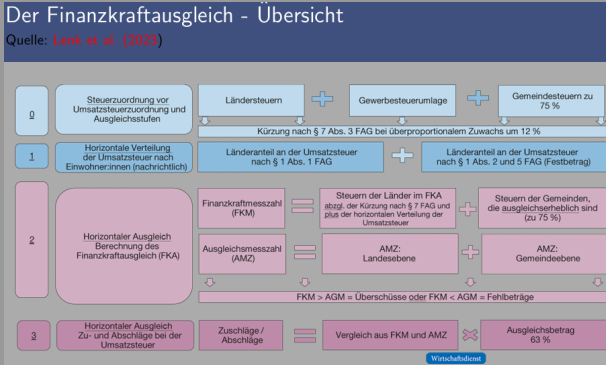 Der Finanzkraftausgleich - Übersicht
Quelle: Lenk et al. (2023)
0
Steuerzuordnung vor
Umsatzsteuerzuordnung und
Ausgleichsstufen
Ländersteuern
Gewerbesteuerumlage
Gemeindesteuern zu
75 %
Kürzung nach § 7 Abs. 3 FAG bei überproportionalem Zuwachs um 12 %
1
Horizontale Verteilung
der Umsatzsteuer nach
Einwohner:innen (nachrichtlich)
Länderanteil an der Umsatzsteuer
nach § 1 Abs. 1 FAG
Länderanteil an der Umsatzsteuer
nach § 1 Abs. 2 und 5 FAG (Festbetrag)
2
Horizontaler Ausgleich
Berechnung des
Finanzkraftausgleich (FKA)
Finanzkraftmesszahl
(FKM)
Steuern der Länder im FKA
abzgl. der Kürzung nach § 7 FAG und
plus der horizontalen Verteilung der
Umsatzsteuer
Steuern der Gemeinden,
die ausgleichserheblich sind
(zu 75 %)
Ausgleichsmesszahl
(AMZ)
AMZ:
Landesebene
AMZ:
Gemeindeebene
FKM > AGM = Überschüsse oder FKM < AGM = Fehlbeträge
3
Horizontaler Ausgleich
Zu- und Abschläge bei der
Umsatzsteuer
Zuschläge /
Abschläge
Vergleich aus FKM und AMZ
Ausgleichsbetrag
63 %
Wirtschaftsdienst